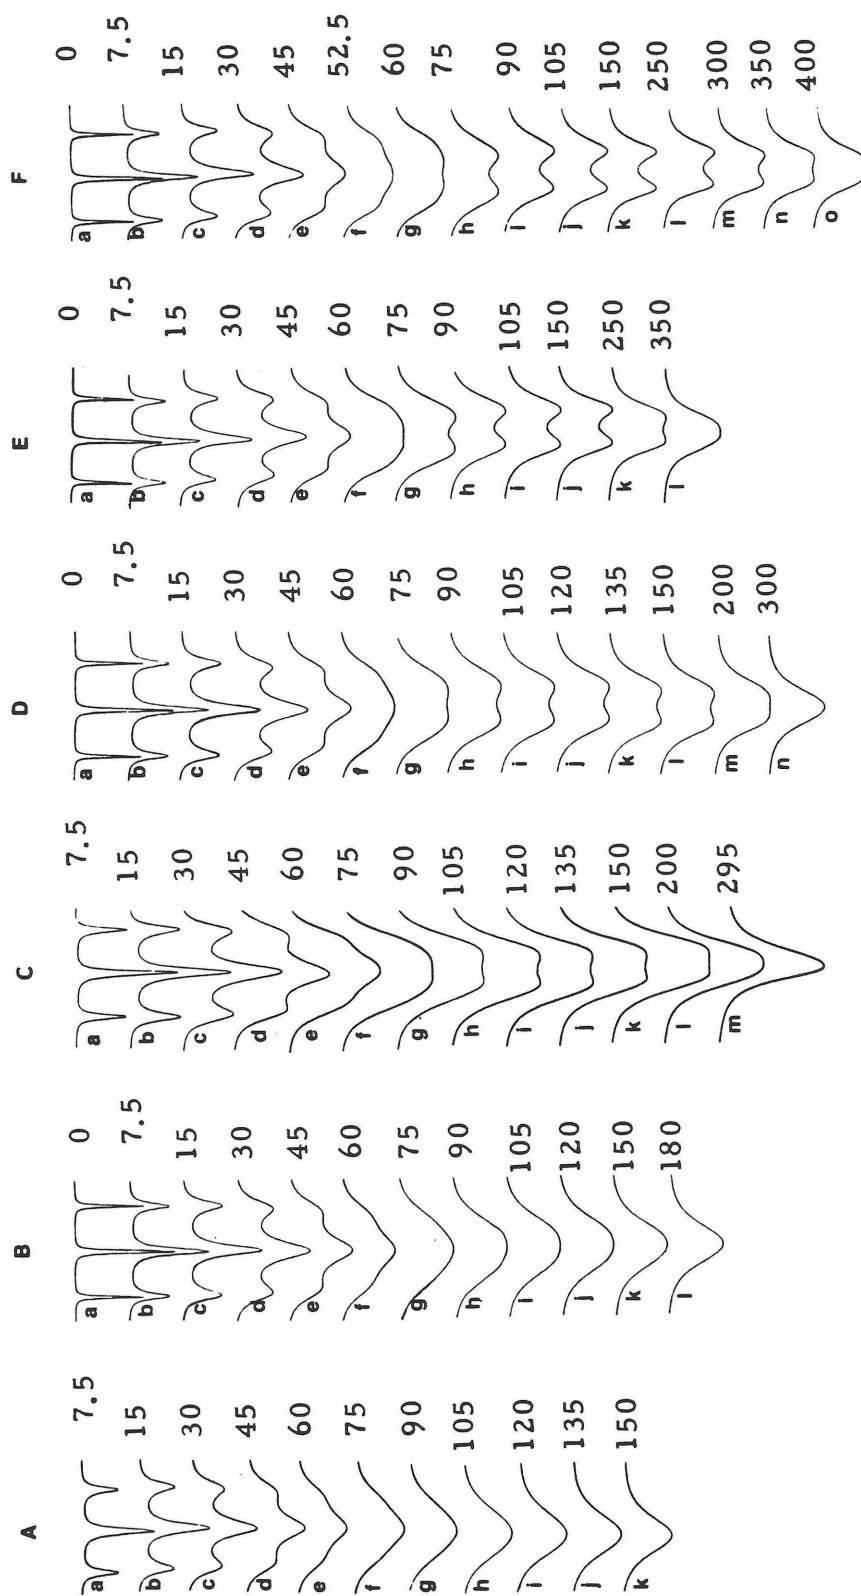 A
a 7.5
b 15
c 30
d 45
e 60
f 75
g 90
h 105
i 120
j 135
k 150
B
a 0
b 7.5
c 15
d 30
e 45
f 60
g 75
h 90
i 105
j 120
k 150
l 180
C
a 7.5
b 15
c 30
d 45
e 60
f 75
g 90
h 105
i 120
j 135
k 150
l 200
m 295
D
a 0
b 7.5
c 15
d 30
e 45
f 60
g 75
h 90
i 105
j 120
k 135
l 150
m 200
n 300
E
a 0
b 7.5
c 15
d 30
e 45
f 60
g 75
h 90
i 105
j 150
k 250
l 350
F
a 0
b 7.5
c 15
d 30
e 45
f 52.5
g 60
h 75
i 90
j 105
k 150
l 250
m 300
n 350
o 400